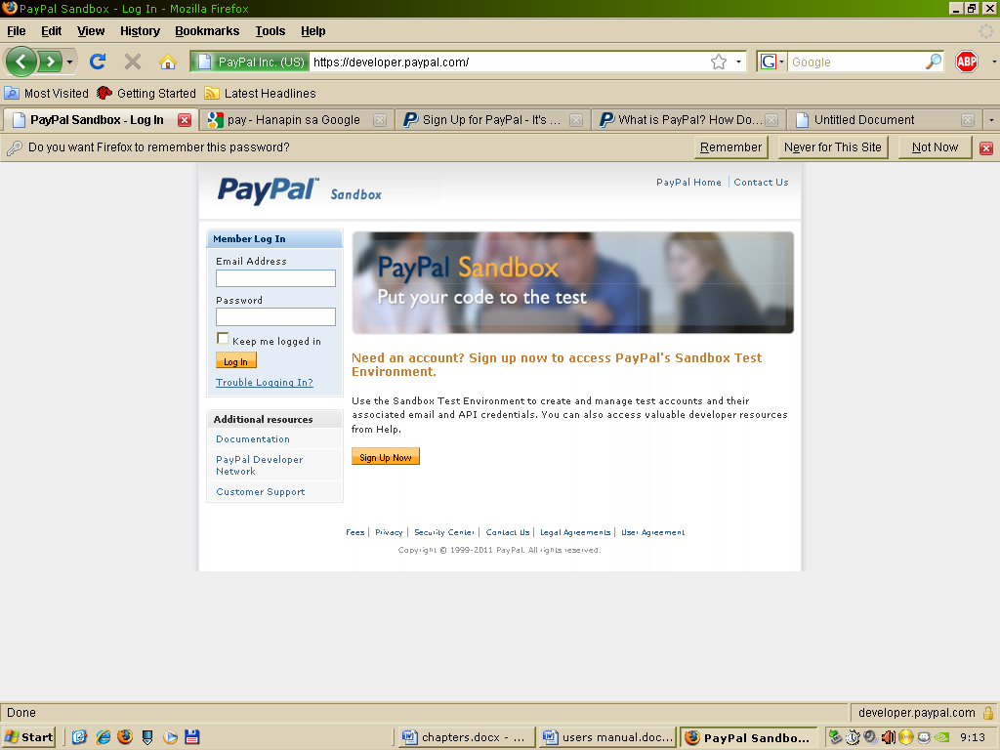 PayPal Sandbox - Log In - Mozilla Firefox
File Edit View History Bookmarks Tools Help
PayPal Inc. (US) https://developer.paypal.com/
G Google ABP
Most Visited Getting Started Latest Headlines
PayPal Sandbox - Log In pay - Hanapin sa Google Sign Up for PayPal - It's ... What is PayPal? How Do... Untitled Document
Do you want Firefox to remember this password? Remember Never for This Site Not Now
PayPal™ Sandbox
PayPal Home Contact Us
Member Log In
Email Address
Password
Keep me logged in
Log In
Trouble Logging In?
Additional resources
Documentation
PayPal Developer
Network
Customer Support
PayPal Sandbox
Put your code to the test
Need an account? Sign up now to access PayPal's Sandbox Test
Environment.
Use the Sandbox Test Environment to create and manage test accounts and their
associated email and API credentials. You can also access valuable developer resources
from Help.
Sign Up Now
Fees | Privacy | Security Center | Contact Us | Legal Agreements | User Agreement
Copyright © 1999-2011 PayPal. All rights reserved.
Done developer.paypal.com
Start chapters.docx - ... users manual.doc... PayPal Sandbo... 9:13